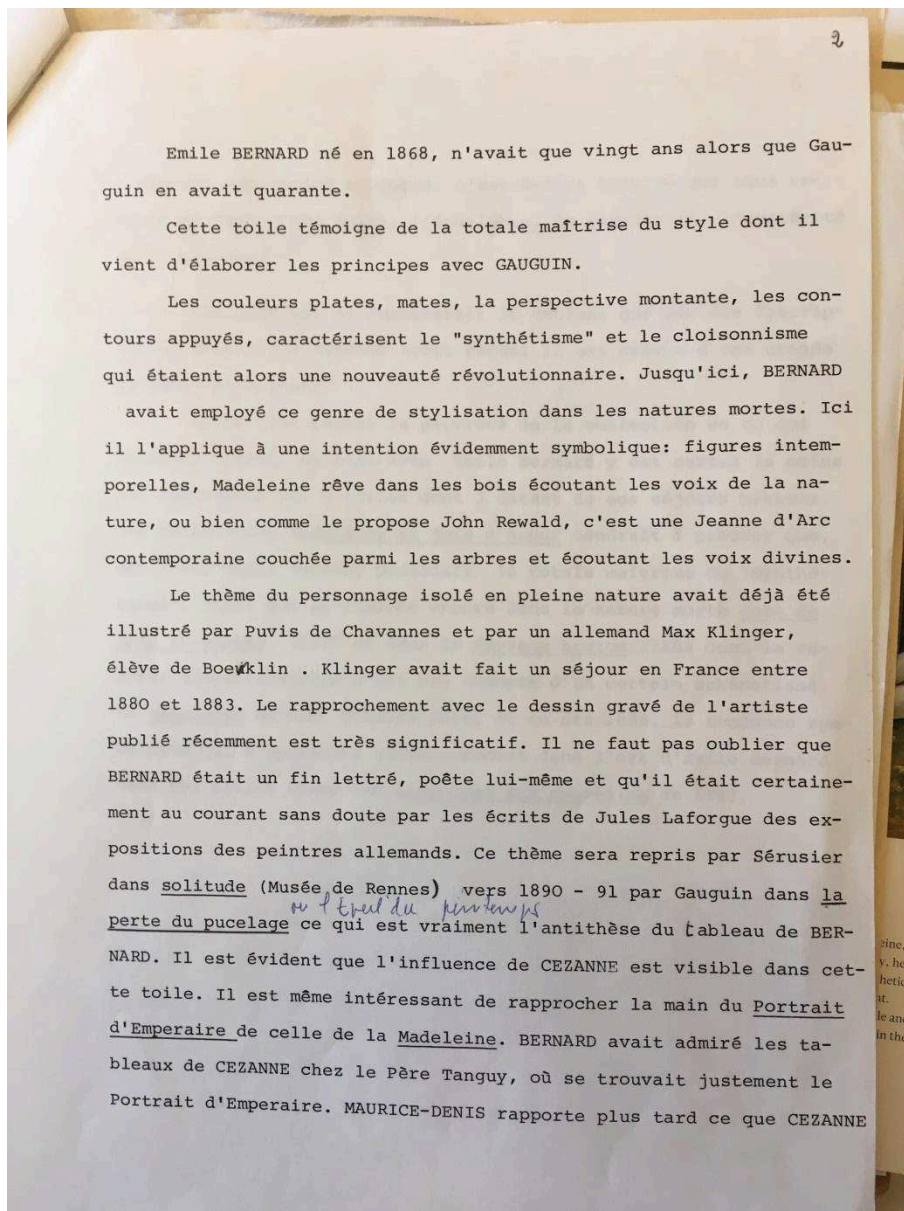 2
Emile BERNARD né en 1868, n'avait que vingt ans alors que Gau-
guin en avait quarante.
Cette toile témoigne de la totale maîtrise du style dont il
vient d'élaborer les principes avec GAUGUIN.
Les couleurs plates, mates, la perspective montante, les con-
tours appuyés, caractérisent le "synthétisme" et le cloisonnisme
qui étaient alors une nouveauté révolutionnaire. Jusqu'ici, BERNARD
avait employé ce genre de stylisation dans les natures mortes. Ici
il l'applique à une intention évidemment symbolique: figures intem-
porelles, Madeleine rêve dans les bois écoutant les voix de la na-
ture, ou bien comme le propose John Rewald, c'est une Jeanne d'Arc
contemporaine couchée parmi les arbres et écoutant les voix divines.
Le thème du personnage isolé en pleine nature avait déjà été
illustré par Puvis de Chavannes et par un allemand Max Klinger,
élève de Boecklin . Klinger avait fait un séjour en France entre
1880 et 1883. Le rapprochement avec le dessin gravé de l'artiste
publié récemment est très significatif. Il ne faut pas oublier que
BERNARD était un fin lettré, poête lui-même et qu'il était certaine-
ment au courant sans doute par les écrits de Jules Laforgue des ex-
positions des peintres allemands. Ce thème sera repris par Sérusier
dans solitude (Musée de Rennes) vers 1890 - 91 par Gauguin dans la
ou l'éveil du printemps
perte du pucelage ce qui est vraiment l'antithèse du tableau de BER-
NARD. Il est évident que l'influence de CEZANNE est visible dans cet-
te toile. Il est même intéressant de rapprocher la main du Portrait
d'Emperaire de celle de la Madeleine. BERNARD avait admiré les ta-
bleaux de CEZANNE chez le Père Tanguy, où se trouvait justement le
Portrait d'Emperaire. MAURICE-DENIS rapporte plus tard ce que CEZANNE